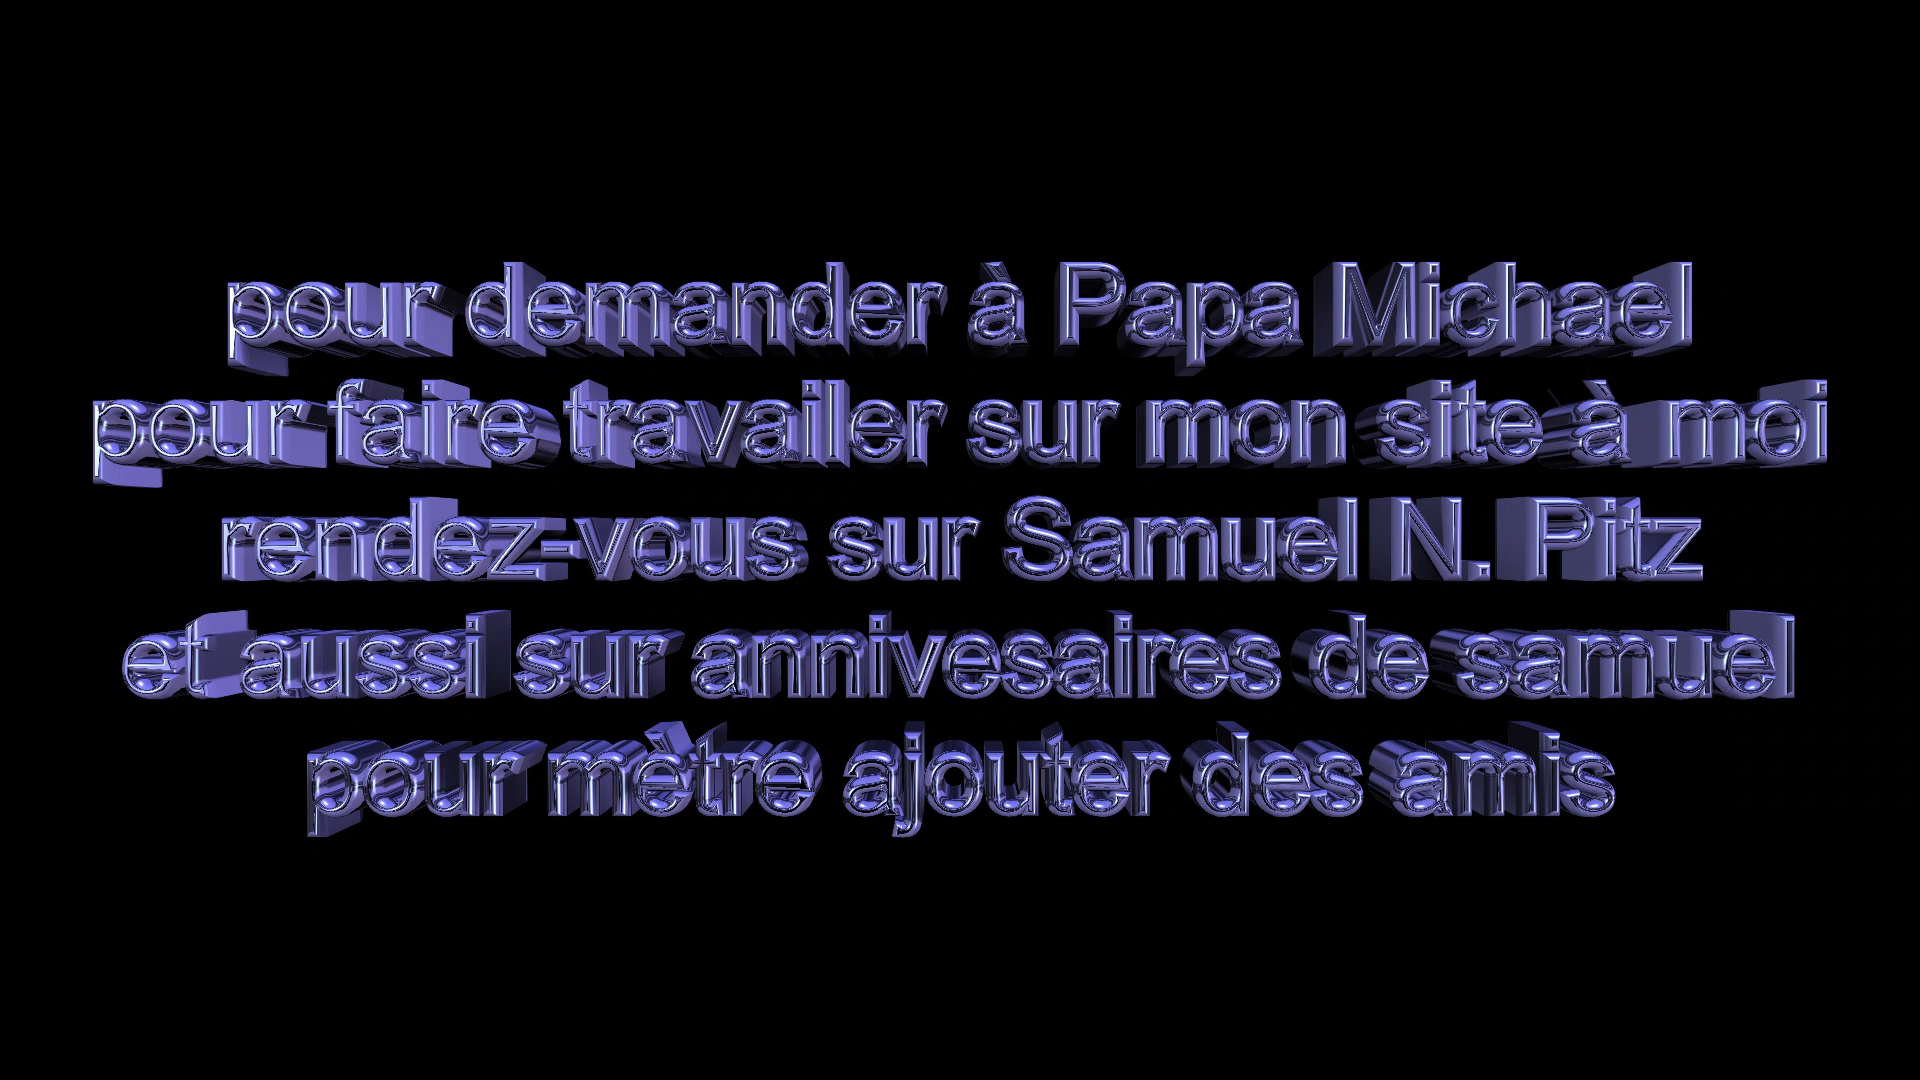 pour demander à Papa Michael
pour faire travailer sur mon site à moi
rendez-vous sur Samuel N. Pitz
et aussi sur annivesaires de samuel
pour mètre ajouter des amis